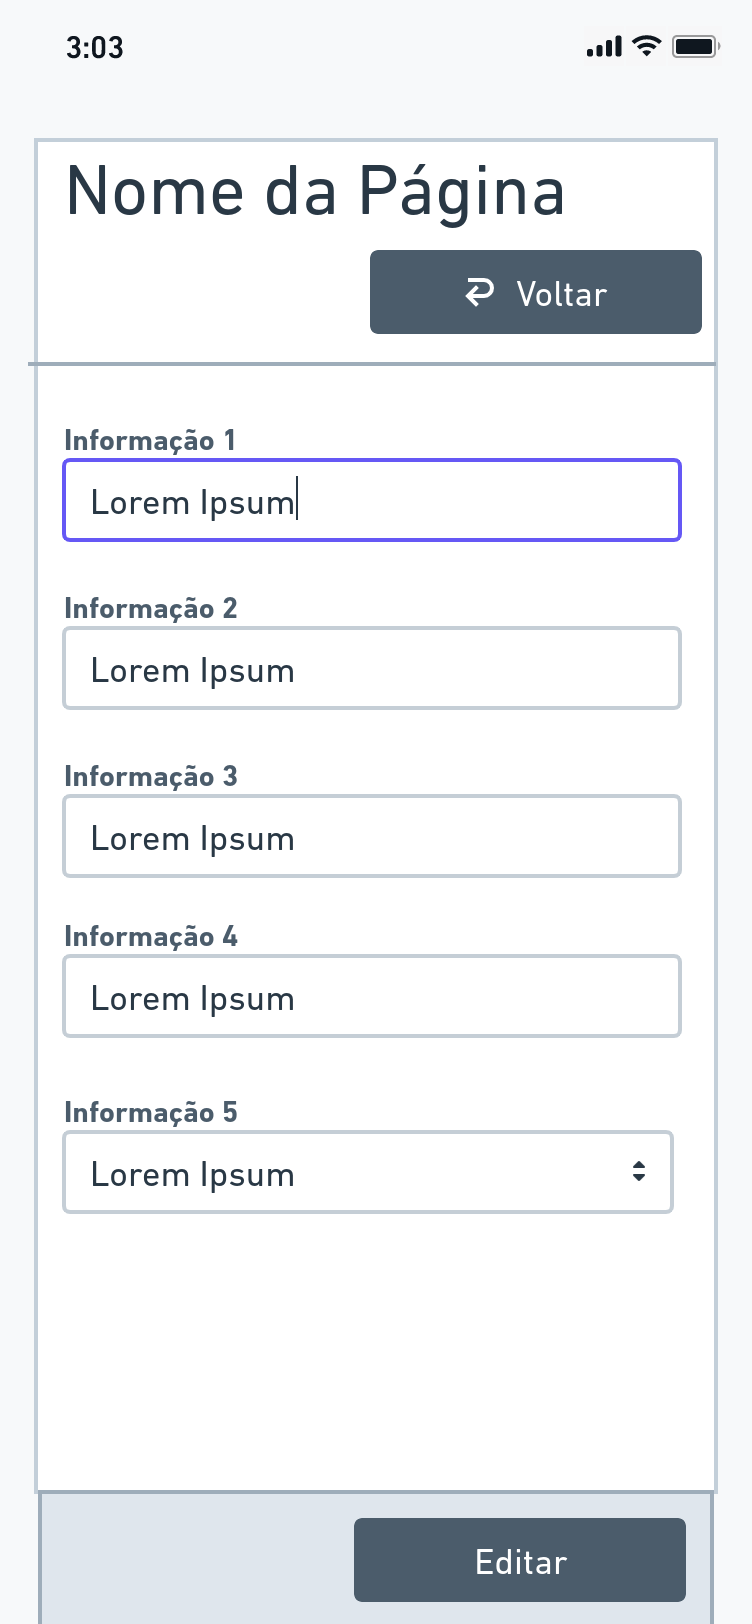 3:03
Nome da Página
Voltar
Informação 1
Lorem Ipsum
Informação 2
Lorem Ipsum
Informação 3
Lorem Ipsum
Informação 4
Lorem Ipsum
Informação 5
Lorem Ipsum
Editar